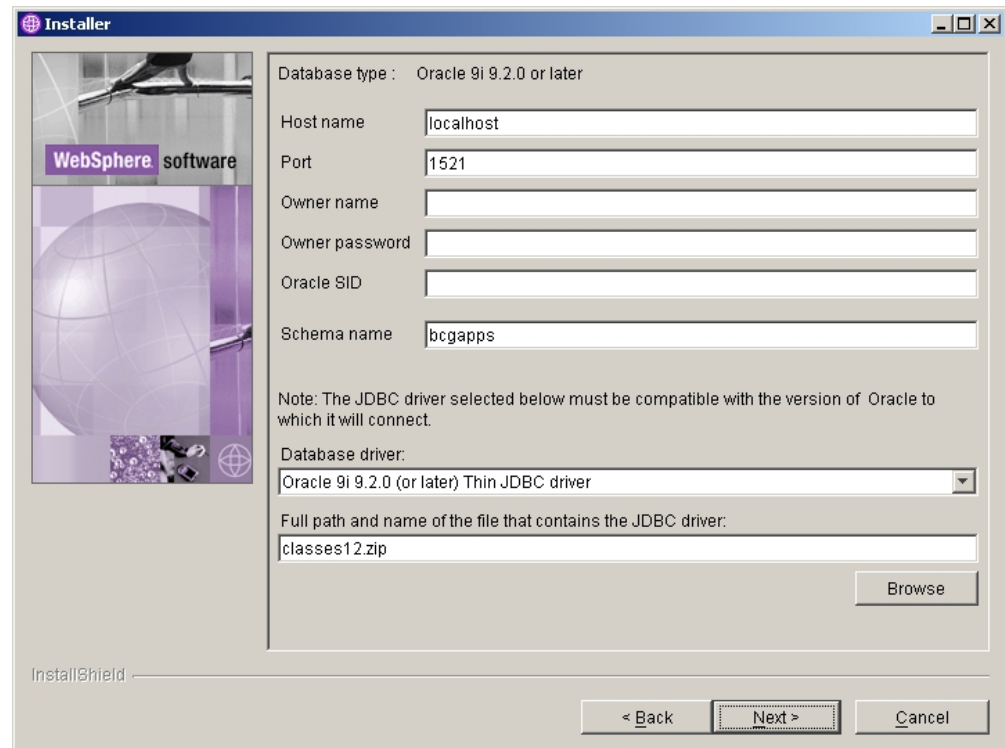 Installer
WebSphere software
Database type : Oracle 9i 9.2.0 or later
Host name localhost
Port 1521
Owner name
Owner password
Oracle SID
Schema name bcgapps
Note: The JDBC driver selected below must be compatible with the version of Oracle to
which it will connect.
Database driver:
Oracle 9i 9.2.0 (or later) Thin JDBC driver
Full path and name of the file that contains the JDBC driver:
classes12.zip
Browse
InstallShield
< Back Next > Cancel